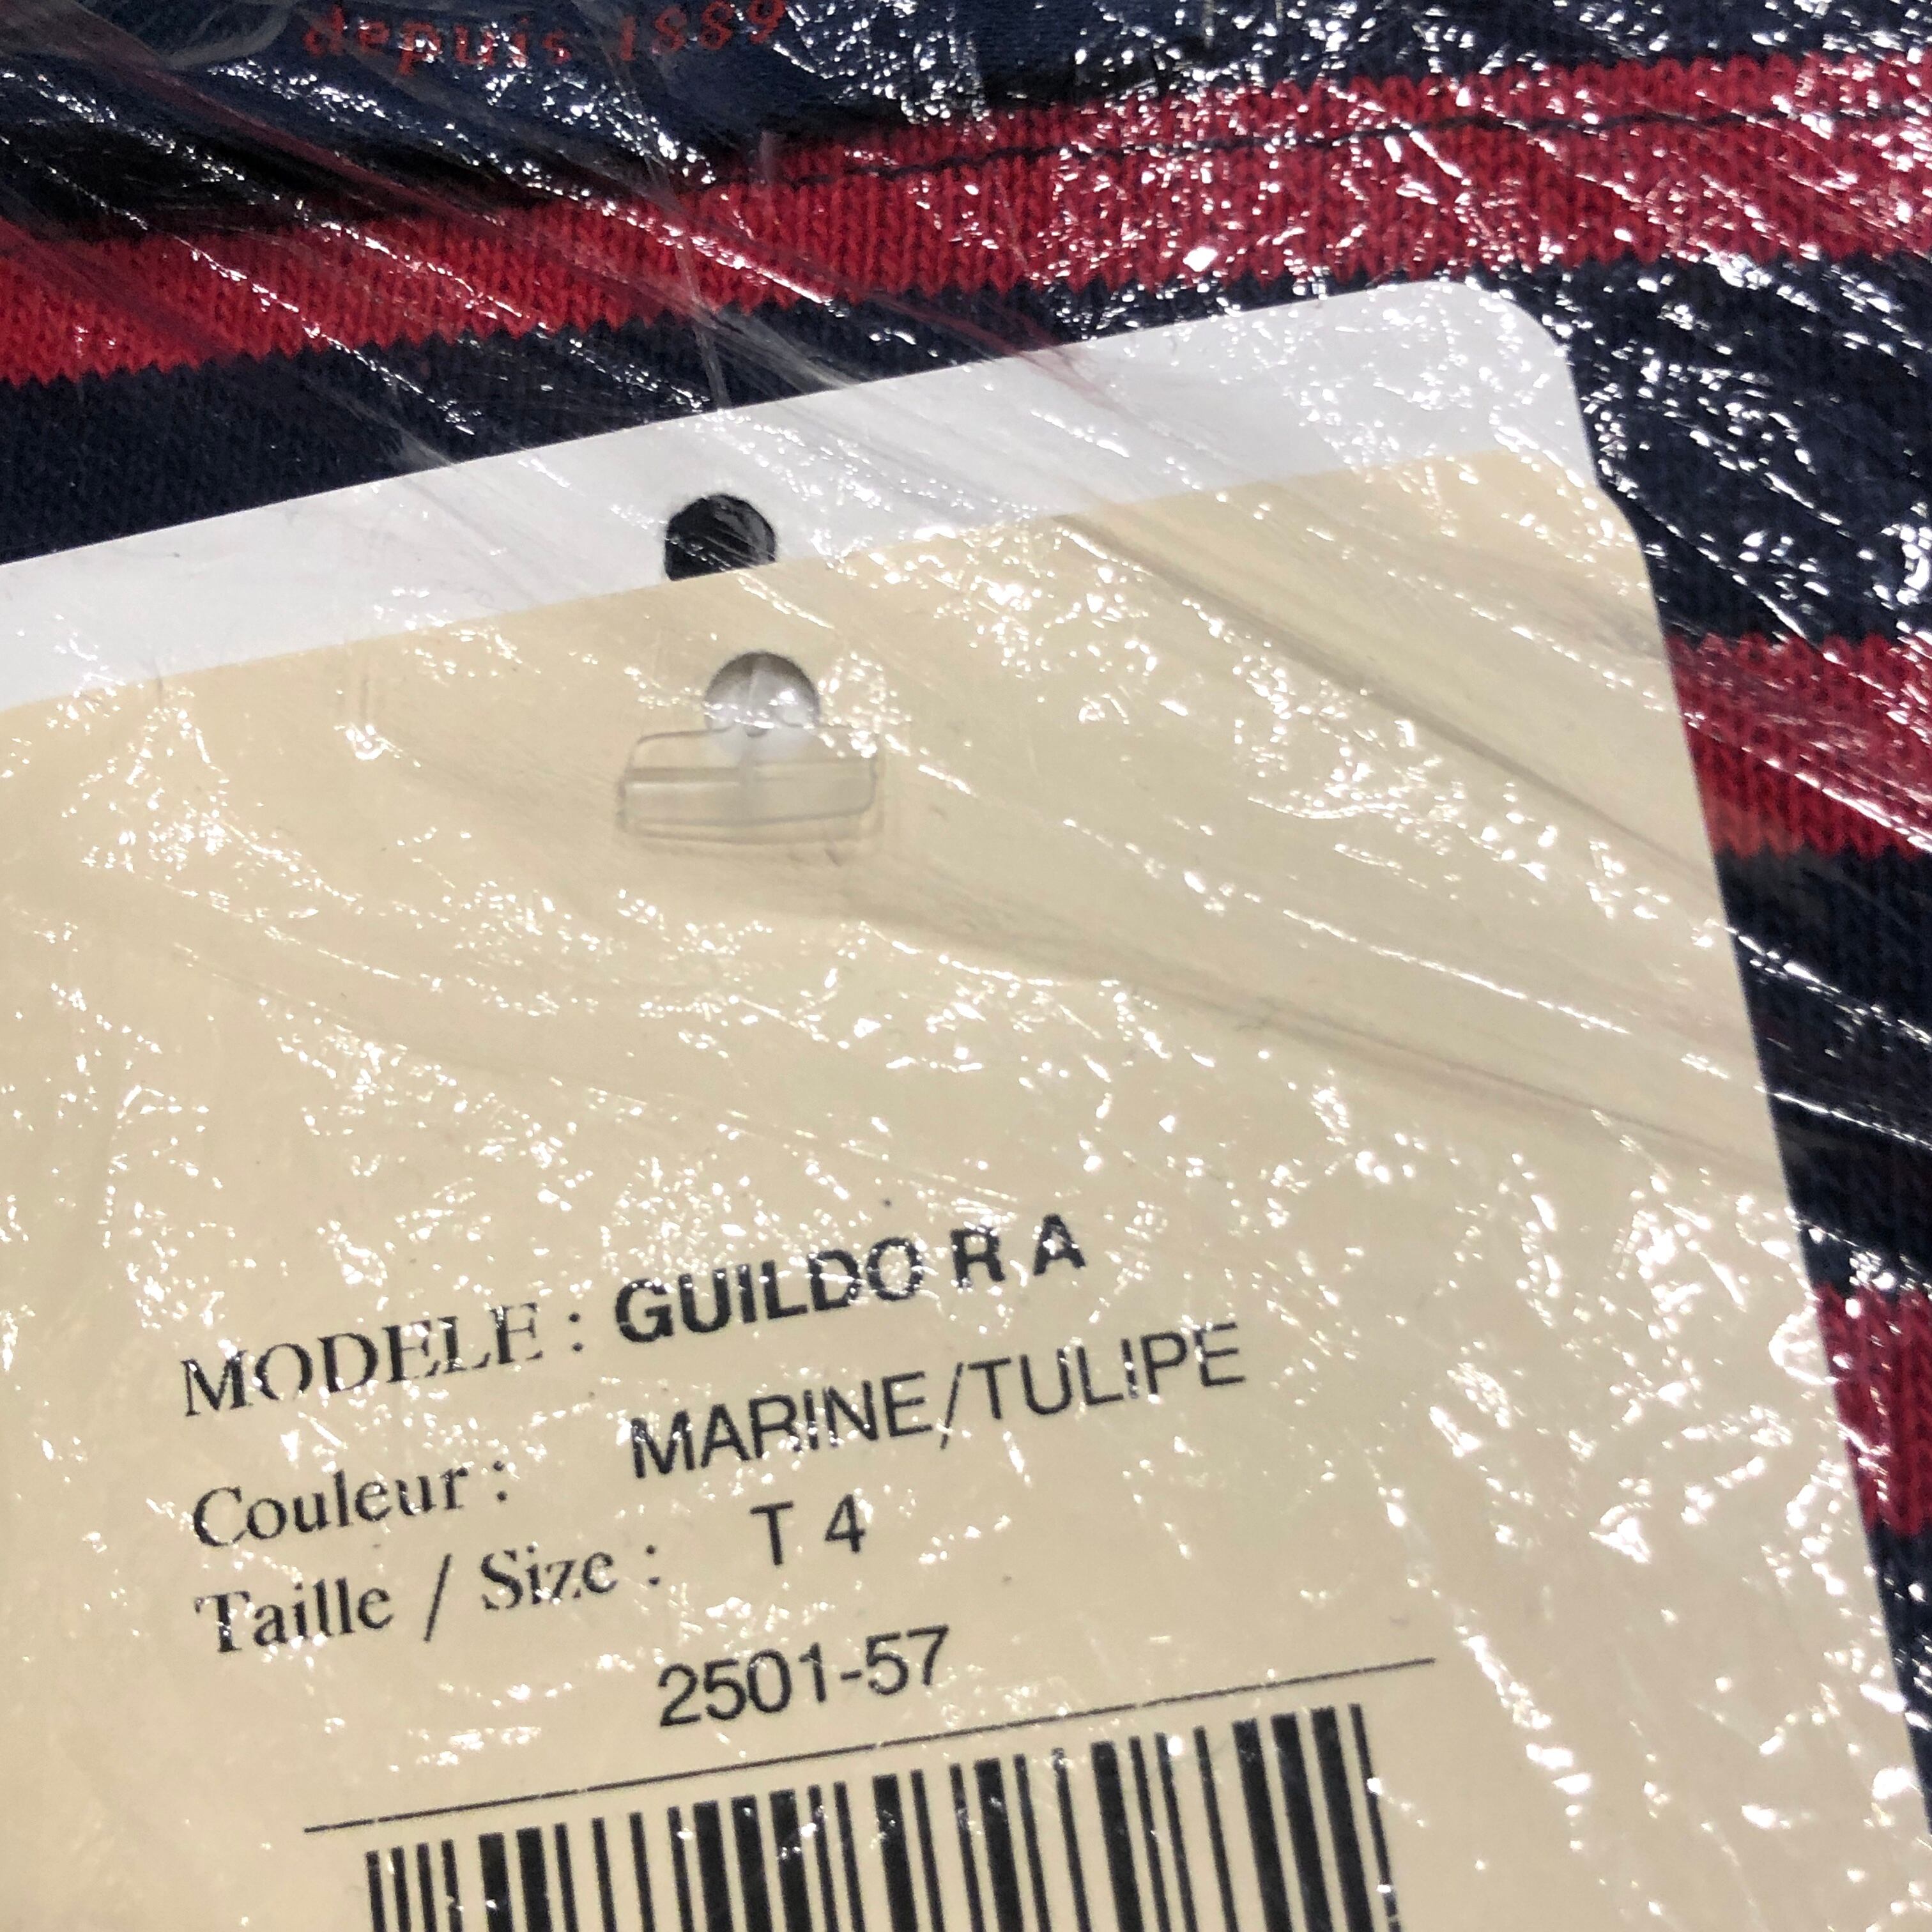 depuis 1889
MODELE : GUILDO R A
Couleur : MARINE/TULIPE
Taille / Size : T 4
2501-57